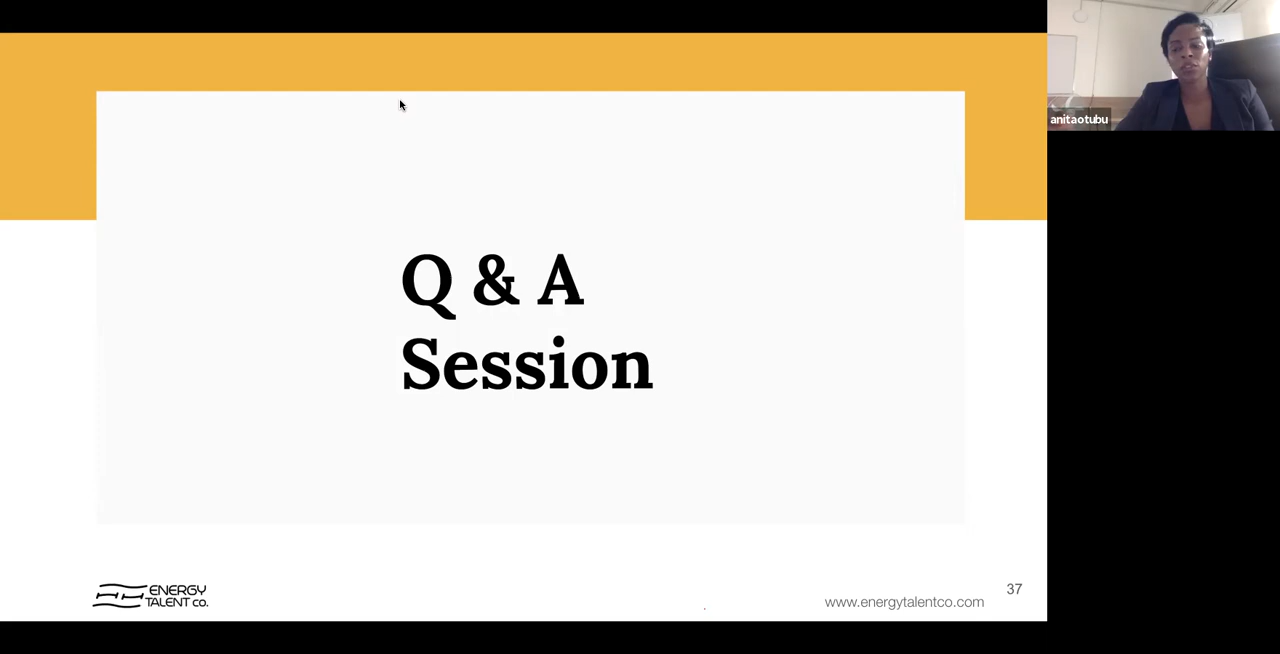 Q & A
Session
ENERGY
TALENT CO.
www.energytalentco.com
37
anitaotubu